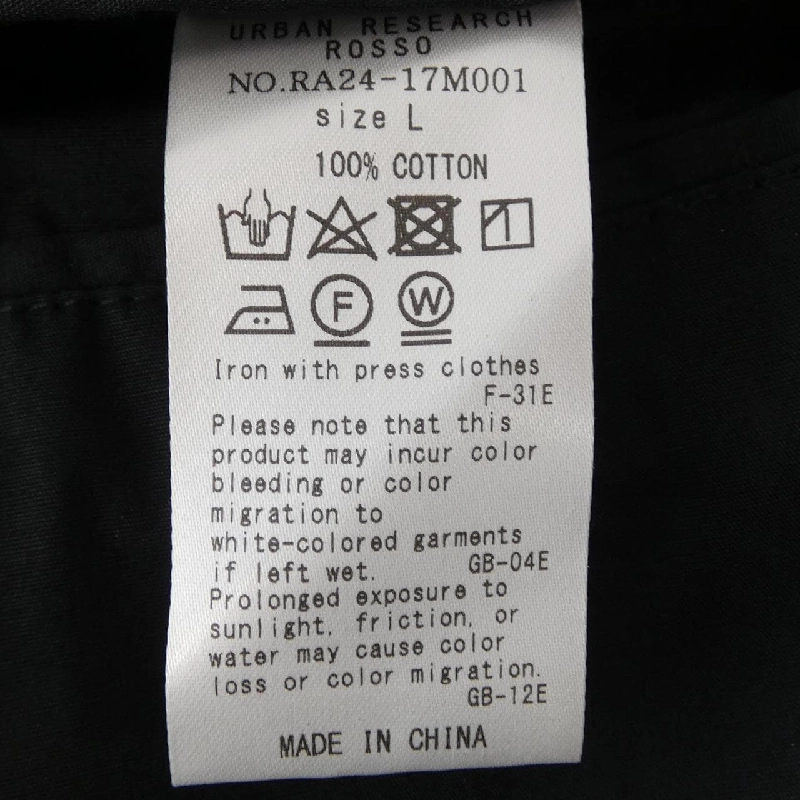 URBAN RESEARCH
ROSSO
NO.RA24-17M001
size L
100% COTTON
F W
Iron with press clothes
F-31E
Please note that this
product may incur color
bleeding or color
migration to
white-colored garments
if left wet. GB-04E
Prolonged exposure to
sunlight, friction, or
water may cause color
loss or color migration.
GB-12E
MADE IN CHINA